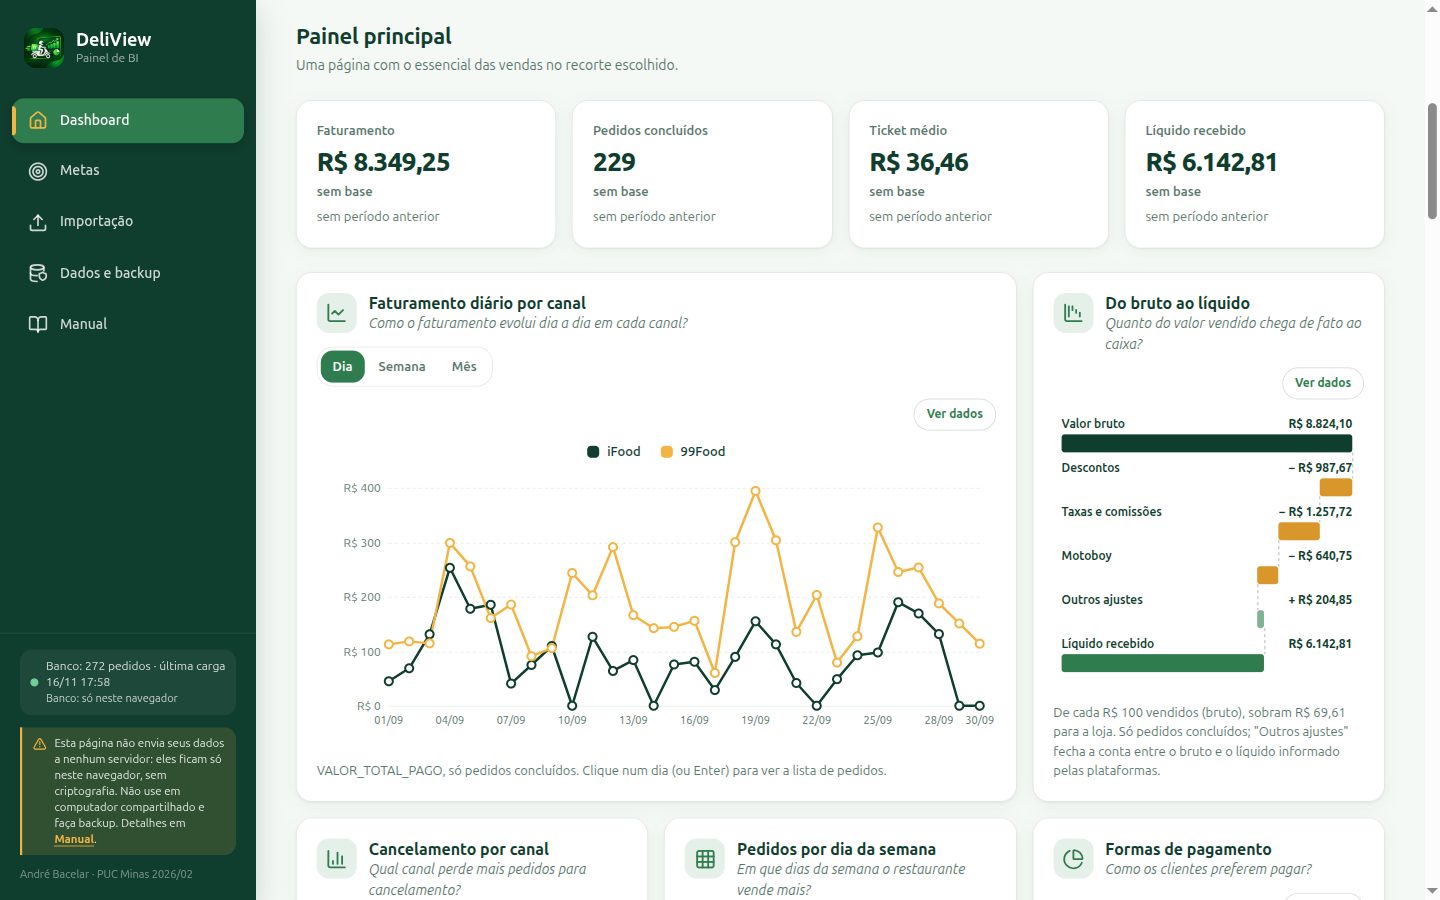 DeliView
Painel de BI
Dashboard
Metas
Importação
Dados e backup
Manual
Banco: 272 pedidos · última carga
16/11 17:58
Banco: só neste navegador
Esta página não envia seus dados
a nenhum servidor: eles ficam só
neste navegador, sem
criptografia. Não use em
computador compartilhado e
faça backup. Detalhes em
Manual.
André Bacelar · PUC Minas 2026/02
Painel principal
Uma página com o essencial das vendas no recorte escolhido.
Faturamento
R$ 8.349,25
sem base
sem período anterior
Pedidos concluídos
229
sem base
sem período anterior
Ticket médio
R$ 36,46
sem base
sem período anterior
Líquido recebido
R$ 6.142,81
sem base
sem período anterior
Faturamento diário por canal
Como o faturamento evolui dia a dia em cada canal?
Dia Semana Mês
Ver dados
iFood 99Food
R$ 400
R$ 300
R$ 200
R$ 100
R$ 0
01/09 04/09 07/09 10/09 13/09 16/09 19/09 22/09 25/09 28/09 30/09
VALOR_TOTAL_PAGO, só pedidos concluídos. Clique num dia (ou Enter) para ver a lista de pedidos.
Do bruto ao líquido
Quanto do valor vendido chega de fato ao
caixa?
Ver dados
Valor bruto R$ 8.824,10
Descontos − R$ 987,67
Taxas e comissões − R$ 1.257,72
Motoboy − R$ 640,75
Outros ajustes + R$ 204,85
Líquido recebido R$ 6.142,81
De cada R$ 100 vendidos (bruto), sobram R$ 69,61
para a loja. Só pedidos concluídos; "Outros ajustes"
fecha a conta entre o bruto e o líquido informado
pelas plataformas.
Cancelamento por canal
Qual canal perde mais pedidos para
cancelamento?
Pedidos por dia da semana
Em que dias da semana o restaurante
vende mais?
Formas de pagamento
Como os clientes preferem pagar?